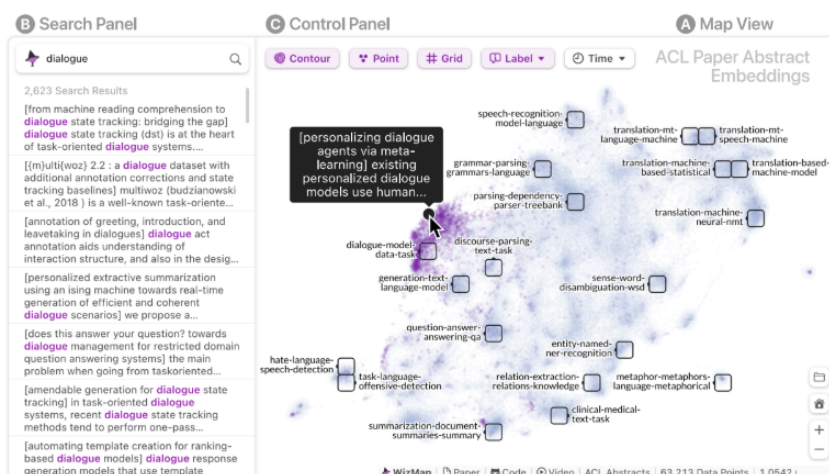 B Search Panel
C Control Panel
A Map View
dialogue
Contour
Point
Grid
Label
Time
ACL Paper Abstract
Embeddings
2,623 Search Results
[from machine reading comprehension to
dialogue state tracking: bridging the gap]
dialogue state tracking (dst) is at the heart
of task-oriented dialogue systems....
[{m}ulti{woz} 2.2 : a dialogue dataset with
additional annotation corrections and state
tracking baselines] multiwoz (budzianowski
et al., 2018 ) is a well-known task-oriente...
[annotation of greeting, introduction, and
leavetaking in dialogues] dialogue act
annotation aids understanding of
interaction structure, and also in the desig...
[personalized extractive summarization
using an ising machine towards real-time
generation of efficient and coherent
dialogue scenarios] we propose a...
[does this answer your question? towards
dialogue management for restricted domain
question answering systems] the main
problem when going from taskoriented...
[amendable generation for dialogue state
tracking] in task-oriented dialogue
systems, recent dialogue state tracking
methods tend to perform one-pass...
[automating template creation for ranking-
based dialogue models] dialogue response
generation models that use template
[personalizing dialogue
agents via meta-
learning] existing
personalized dialogue
models use human...
speech-recognition-
model-language
translation-mt-
language-machine
translation-mt-
speech-machine
grammar-parsing-
grammars-language
translation-machine-
based-statistical
translation-based-
machine-model
parsing-dependency-
parser-treebank
translation-machine-
neural-nmt
dialogue-model-
data-task
discourse-parsing-
text-task
generation-text-
language-model
sense-word-
disambiguation-wsd
question-answer-
answering-qa
entity-named-
ner-recognition
hate-language-
speech-detection
task-language-
offensive-detection
relation-extraction-
relations-knowledge
metaphor-metaphors-
language-metaphorical
clinical-medical-
text-task
summarization-document-
summaries-summary
WizMap
Paper
Code
Video
ACL Abstracts
63,213 Data Points